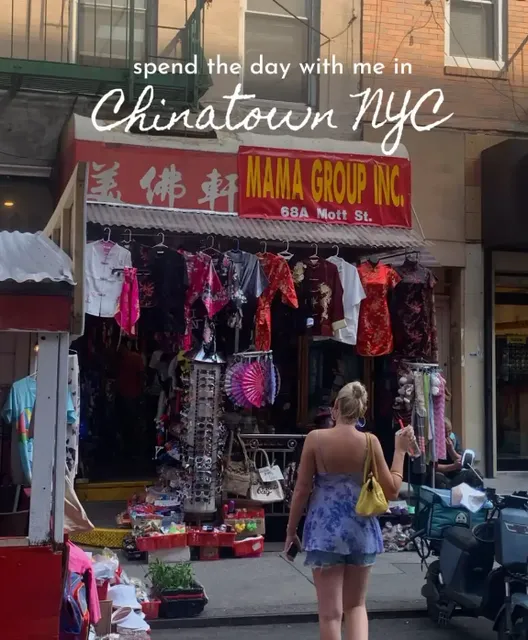 spend the day with me in
Chinatown NYC
美佛軒
MAMA GROUP INC.
68A Mott St.